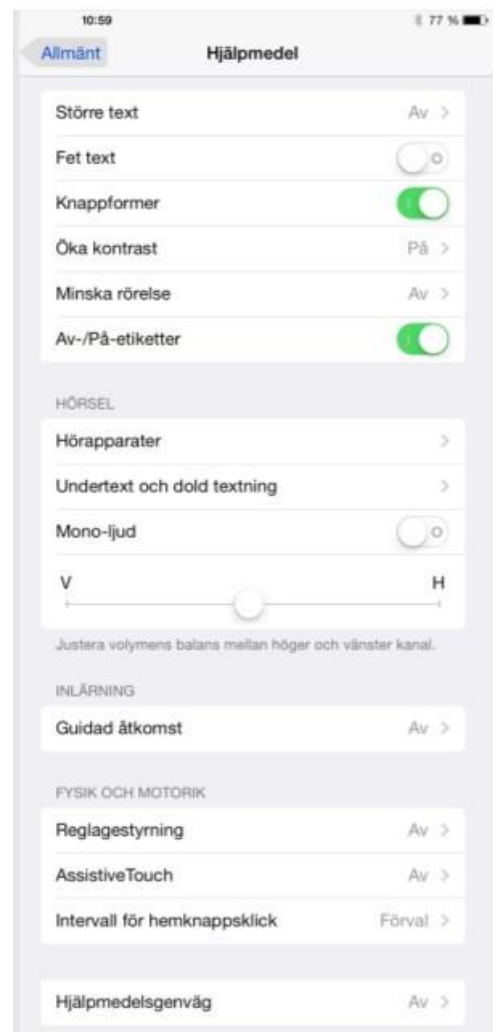 10:59 77 %
Allmänt Hjälpmedel
Större text Av
Fet text
Knappformer
Öka kontrast På
Minska rörelse Av
Av-/På-etiketter
HÖRSEL
Hörapparater
Undertext och dold textning
Mono-ljud
V H
Justera volymens balans mellan höger och vänster kanal.
INLÄRNING
Guidad åtkomst Av
FYSIK OCH MOTORIK
Reglagestyrning Av
AssistiveTouch Av
Intervall för hemknappsklick Förval
Hjälpmedelsgenväg Av